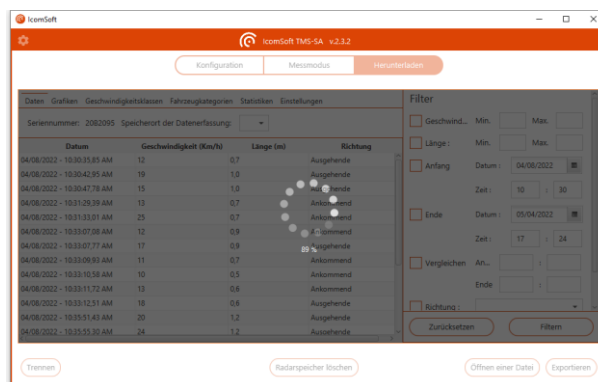 IcomSoft
IcomSoft TMS-SA v.2.3.2
Konfiguration Messmodus Herunterladen
Daten Grafiken Geschwindigkeitsklassen Fahrzeugkategorien Statistiken Einstellungen
Seriennummer: 2082095 Speicherort der Datenerfassung:
Datum Geschwindigkeit (Km/h) Länge (m) Richtung
04/08/2022 - 10:30:35,85 AM 12 0,7 Ausgehende
04/08/2022 - 10:30:42,95 AM 19 1,0 Ausgehende
04/08/2022 - 10:30:47,78 AM 15 1,0 Ausgehende
04/08/2022 - 10:31:29,39 AM 13 0,7 Ankommend
04/08/2022 - 10:31:33,01 AM 25 0,7 Ankommend
04/08/2022 - 10:33:07,08 AM 12 0,9 Ankommend
04/08/2022 - 10:33:07,77 AM 17 0,9 Ausgehende
04/08/2022 - 10:33:09,93 AM 11 0,7 Ankommend
04/08/2022 - 10:33:10,58 AM 10 0,5 Ankommend
04/08/2022 - 10:33:11,72 AM 13 0,6 Ankommend
04/08/2022 - 10:33:12,51 AM 18 0,6 Ausgehende
04/08/2022 - 10:35:51,43 AM 20 1,2 Ausgehende
04/08/2022 - 10:35:55,30 AM 24 1,2 Ausgehende
89 %
Filter
Geschwind... Min. Max.
Länge : Min. Max.
Anfang Datum : 04/08/2022
Zeit : 10 : 30
Ende Datum : 05/04/2022
Zeit : 17 : 24
Vergleichen An... :
Ende :
Richtung :
Zurücksetzen Filtern
Trennen Radarspeicher löschen Öffnen einer Datei Exportieren